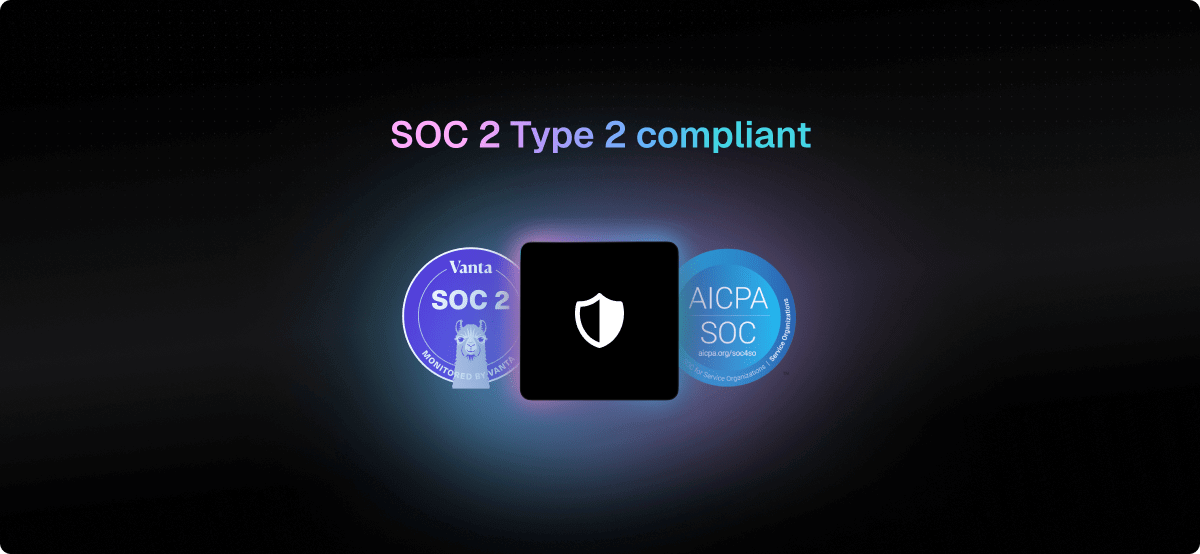 SOC 2 Type 2 compliant
Vanta
SOC 2
MONITORED BY VANTA
AICPA
SOC
aicpa.org/soc4so
for Service Organizations | Service Organizations